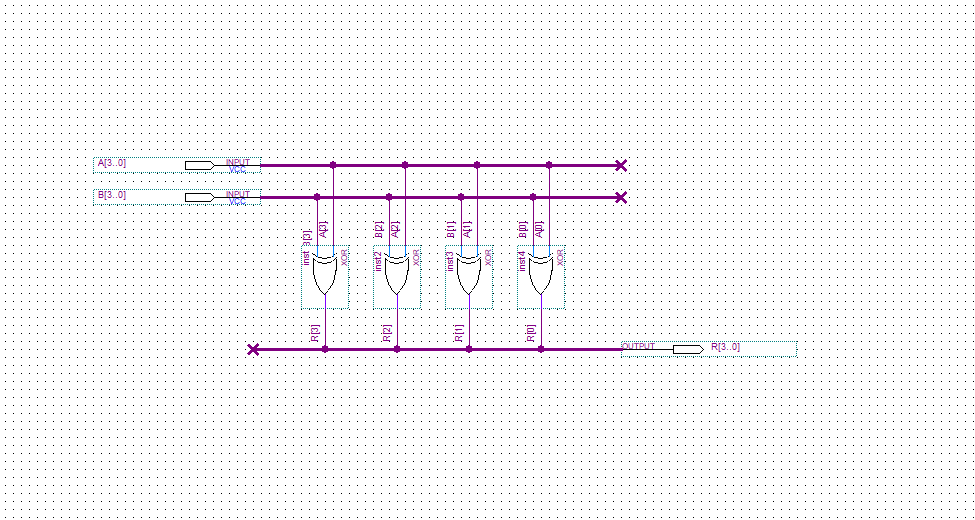 A[3..0]
INPUT
VCC
B[3..0]
INPUT
VCC
B[3]
A[3]
B[2]
A[2]
B[1]
A[1]
B[0]
A[0]
inst
XOR
inst2
XOR
inst3
XOR
inst4
XOR
R[3]
R[2]
R[1]
R[0]
OUTPUT
R[3..0]